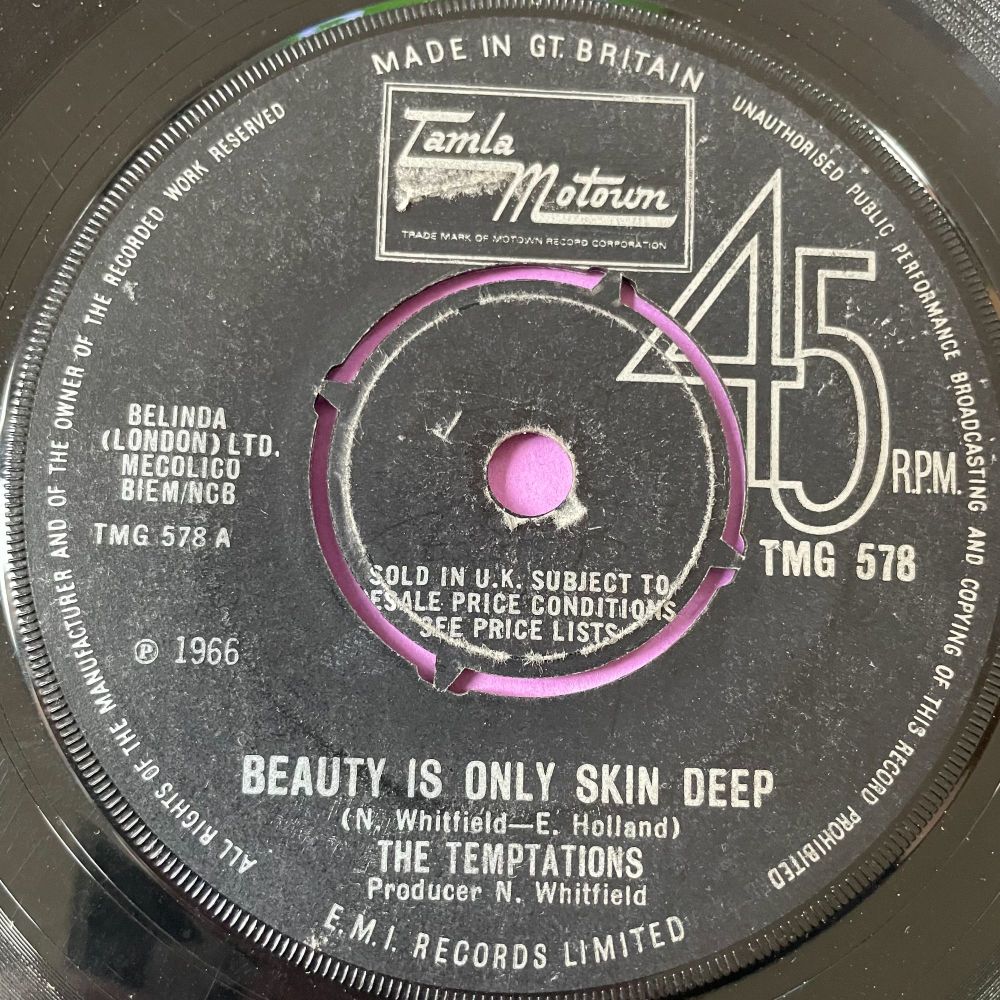 MADE IN GT. BRITAIN
Tamla
Motown
TRADE MARK OF MOTOWN RECORD CORPORATION
45
R.P.M.
TMG 578
BELINDA
(LONDON) LTD.
MECOLICO
BIEM/NCB
TMG 578 A
℗ 1966
SOLD IN U.K. SUBJECT TO
RESALE PRICE CONDITIONS
SEE PRICE LISTS
BEAUTY IS ONLY SKIN DEEP
(N. Whitfield—E. Holland)
THE TEMPTATIONS
Producer N. Whitfield
E.M.I. RECORDS LIMITED
ALL RIGHTS OF THE MANUFACTURER AND OF THE OWNER OF THE RECORDED WORK RESERVED
UNAUTHORISED PUBLIC PERFORMANCE BROADCASTING AND COPYING OF THIS RECORD PROHIBITED